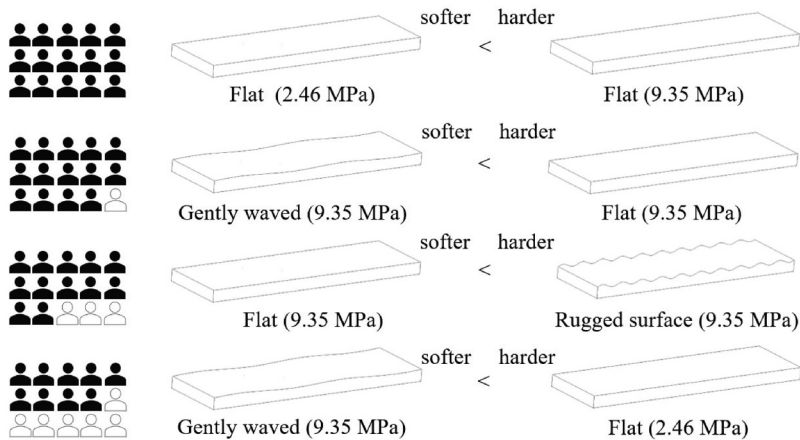 softer harder
<
Flat (2.46 MPa) Flat (9.35 MPa)
softer harder
<
Gently waved (9.35 MPa) Flat (9.35 MPa)
softer harder
<
Flat (9.35 MPa) Rugged surface (9.35 MPa)
softer harder
<
Gently waved (9.35 MPa) Flat (2.46 MPa)